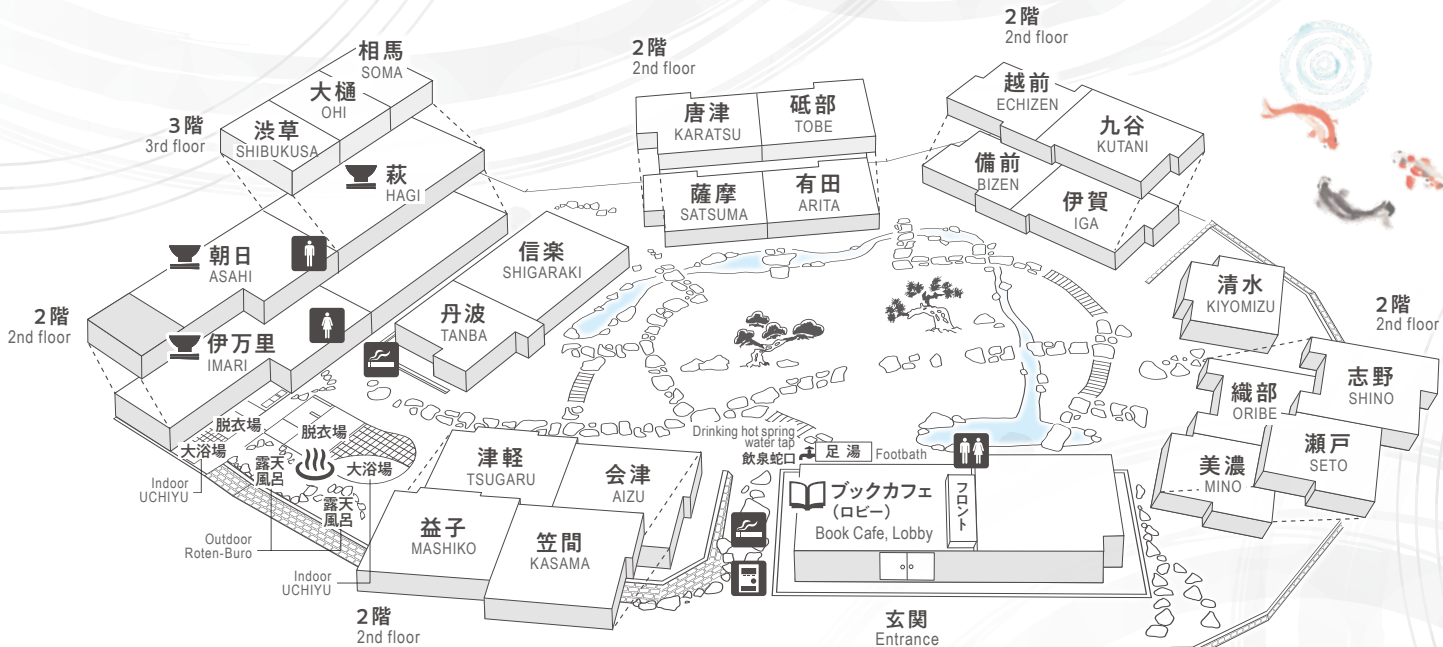 2階
2nd floor
相馬
SOMA
大樋
OHI
渋草
SHIBUKUSA
3階
3rd floor
萩
HAGI
朝日
ASAHI
2階
2nd floor
伊万里
IMARI
信楽
SHIGARAKI
丹波
TANBA
2階
2nd floor
唐津
KARATSU
砥部
TOBE
薩摩
SATSUMA
有田
ARITA
越前
ECHIZEN
九谷
KUTANI
備前
BIZEN
伊賀
IGA
清水
KIYOMIZU
2階
2nd floor
志野
SHINO
織部
ORIBE
瀬戸
SETO
美濃
MINO
脱衣場
脱衣場
大浴場
大浴場
露天
風呂
露天
風呂
Indoor
UCHIYU
Outdoor
Roten-Buro
Indoor
UCHIYU
津軽
TSUGARU
会津
AIZU
益子
MASHIKO
笠間
KASAMA
2階
2nd floor
Drinking hot spring
water tap
飲泉蛇口
足湯
Footbath
ブックカフェ
（ロビー）
Book Cafe, Lobby
フロント
玄関
Entrance